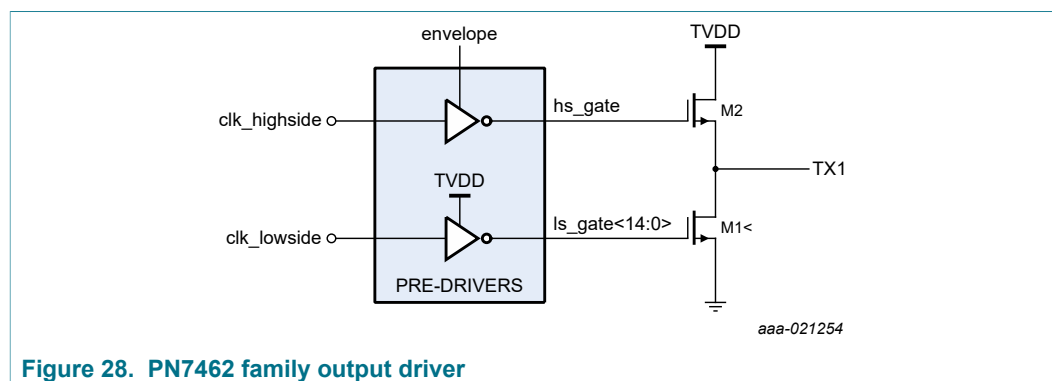 envelope
TVDD
clk_highside
hs_gate
M2
TX1
TVDD
clk_lowside
ls_gate<14:0>
M1<
PRE-DRIVERS
aaa-021254
Figure 28. PN7462 family output driver